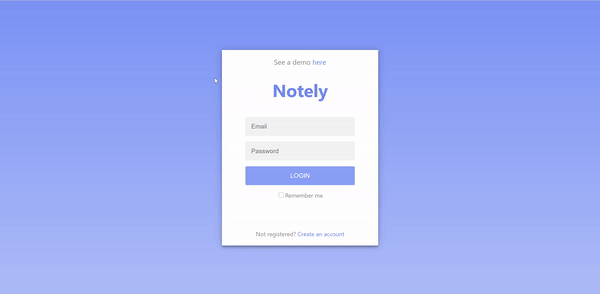 See a demo here
Notely
Email
Password
LOGIN
Remember me
Not registered? Create an account